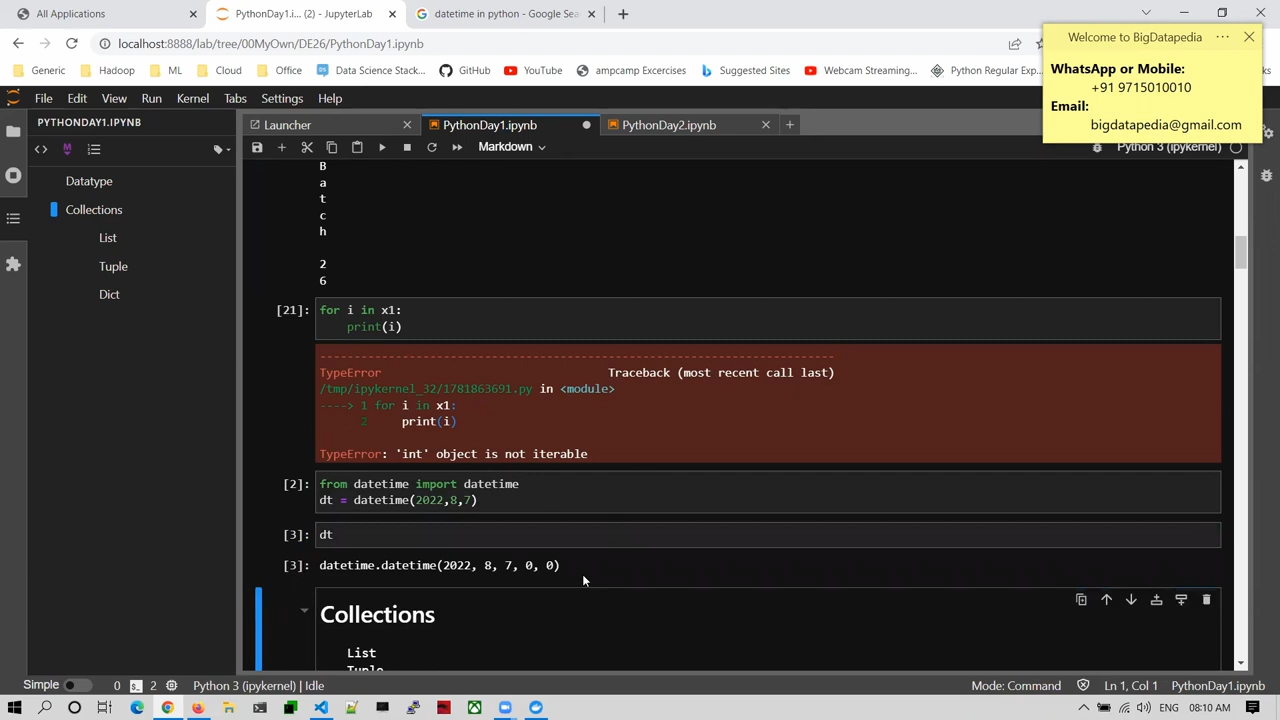 All Applications
PythonDay1.i... (2) - JupyterLab
datetime in python - Google Sea
localhost:8888/lab/tree/00MyOwn/DE26/PythonDay1.ipynb
Welcome to BigDatapedia
WhatsApp or Mobile:
+91 9715010010
Email:
bigdatapedia@gmail.com
Generic
Hadoop
ML
Cloud
Office
Data Science Stack...
GitHub
YouTube
ampcamp Excercises
Suggested Sites
Webcam Streaming...
Python Regular Exp...
File
Edit
View
Run
Kernel
Tabs
Settings
Help
PYTHONDAY1.IPYNB
Launcher
PythonDay1.ipynb
PythonDay2.ipynb
Markdown
Python 3 (ipykernel)
Datatype
Collections
List
Tuple
Dict
B
a
t
c
h
2
6
[21]:
for i in x1:
print(i)
---------------------------------------------------------------------------
TypeError Traceback (most recent call last)
/tmp/ipykernel_32/1781863691.py in <module>
----> 1 for i in x1:
2 print(i)
TypeError: 'int' object is not iterable
[2]:
from datetime import datetime
dt = datetime(2022,8,7)
[3]:
dt
[3]:
datetime.datetime(2022, 8, 7, 0, 0)
Collections
List
Tuple
Simple
0
2
Python 3 (ipykernel) | Idle
Mode: Command
Ln 1, Col 1
PythonDay1.ipynb
08:10 AM